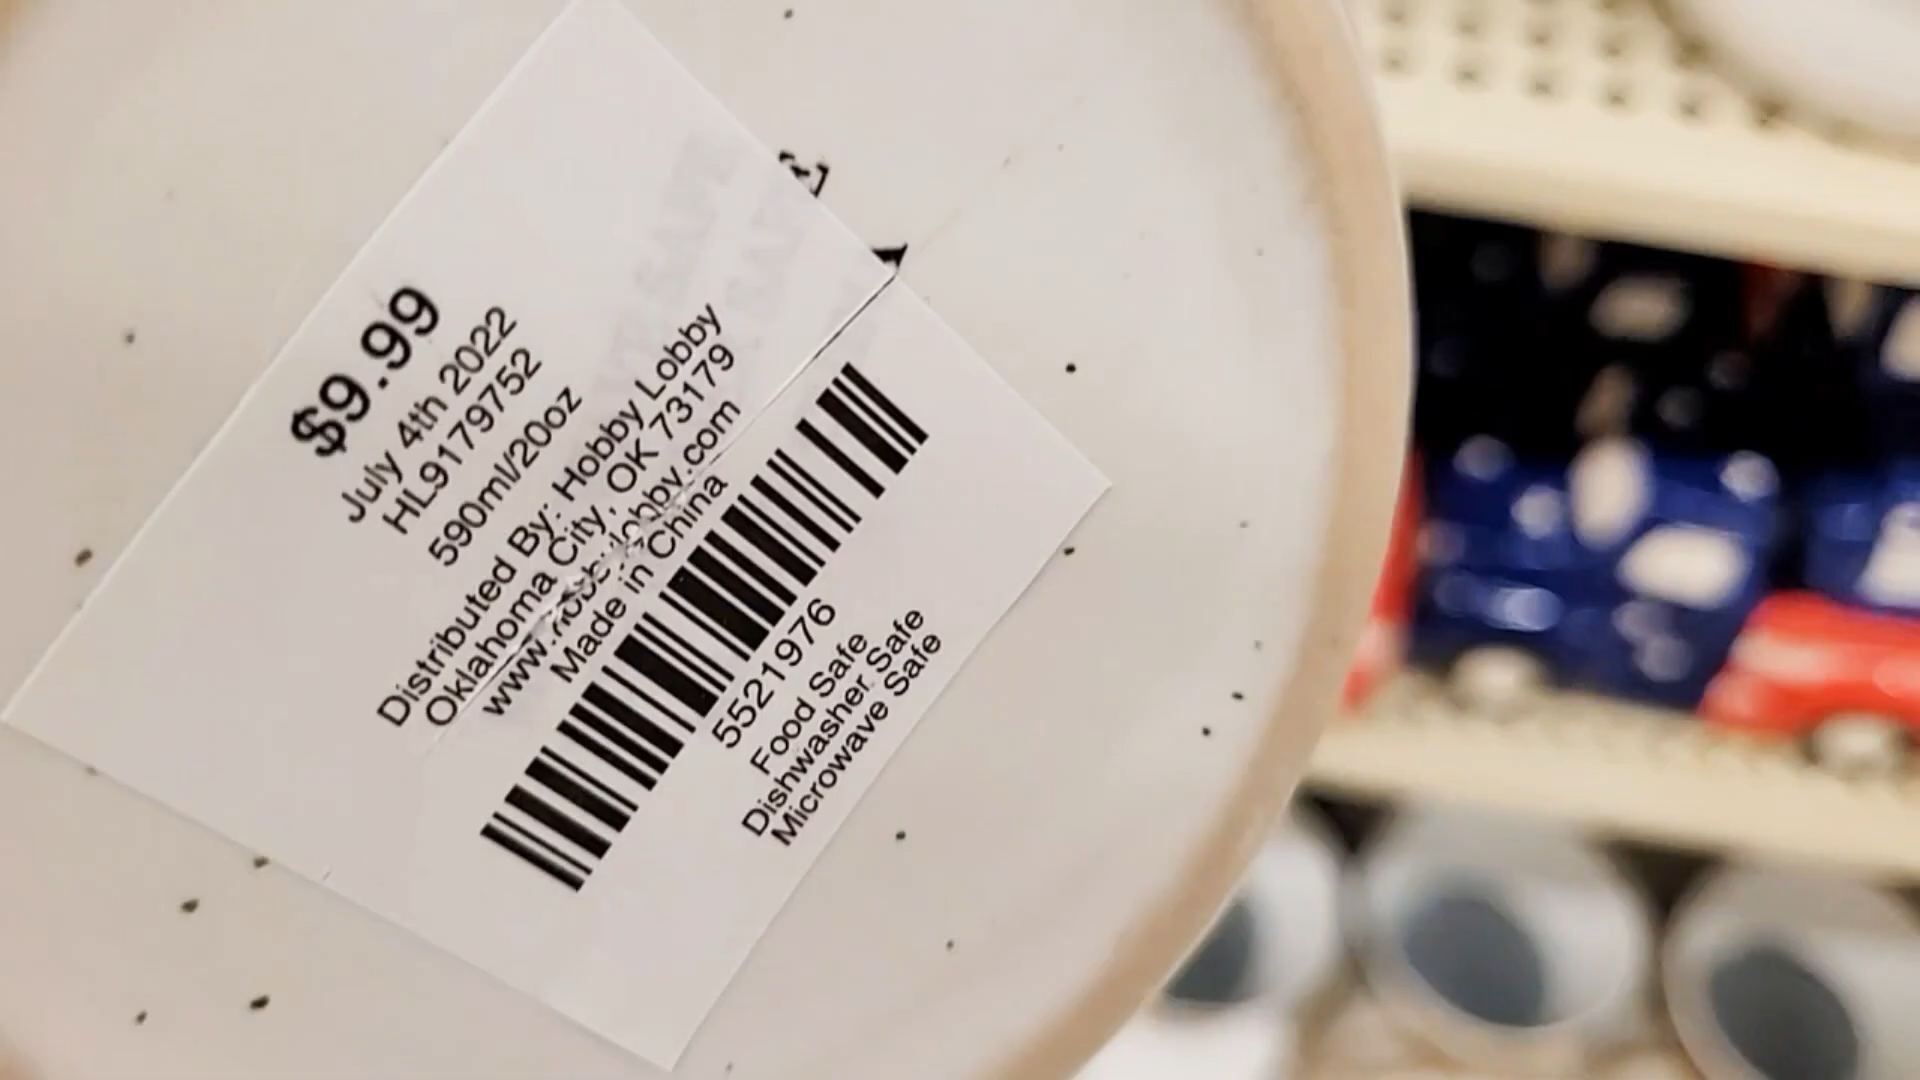 $9.99
July 4th 2022
HL9179752
590ml/20oz
Distributed By: Hobby Lobby
Oklahoma City, OK 73179
www.hobbylobby.com
Made in China
5521976
Food Safe
Dishwasher Safe
Microwave Safe